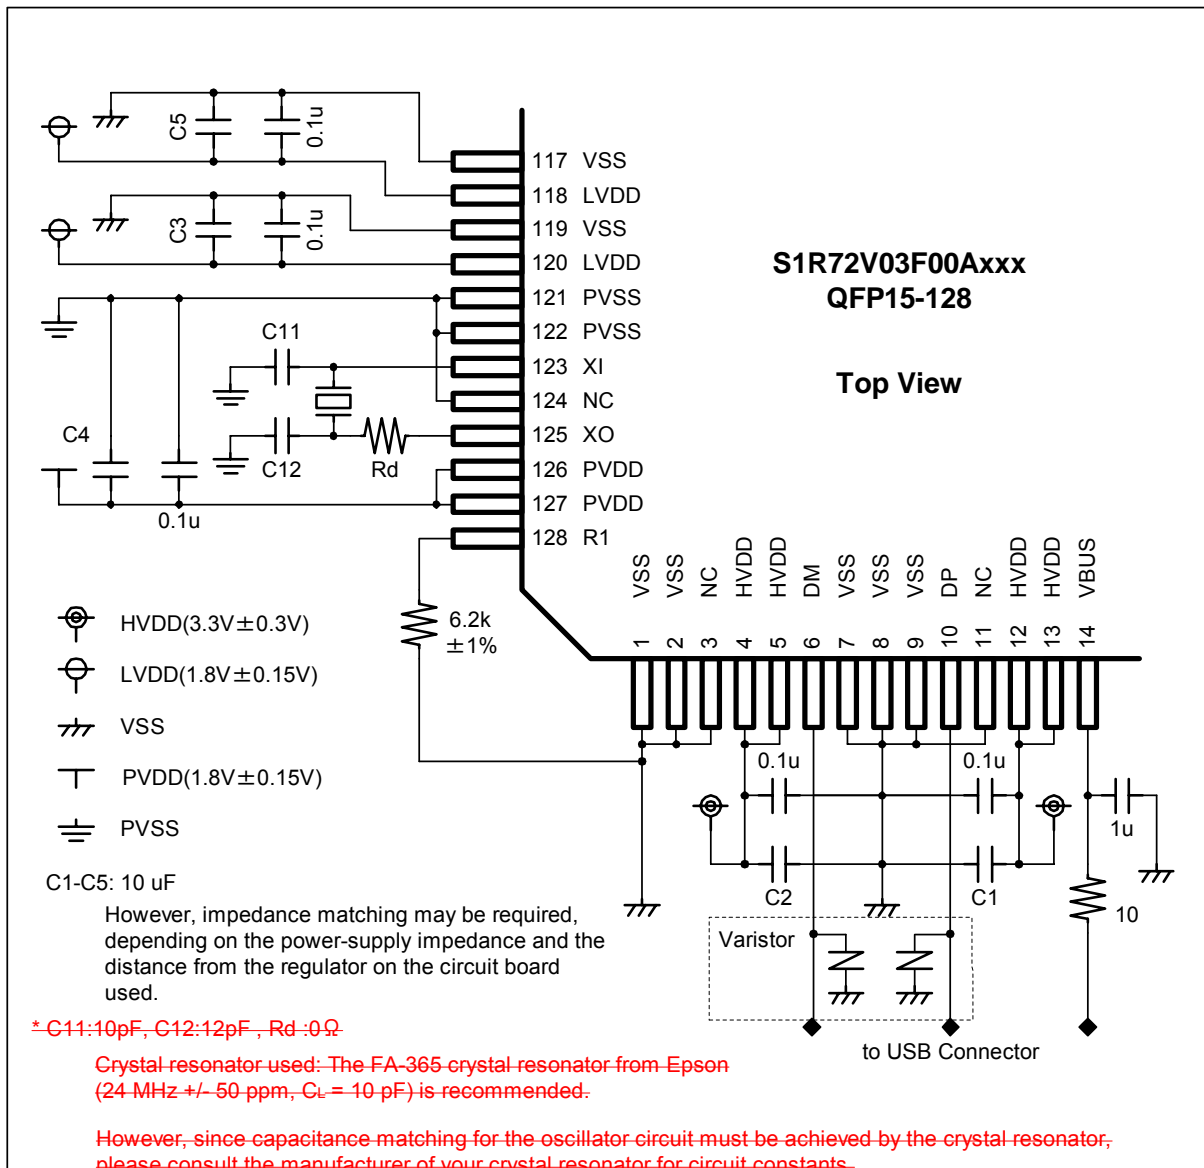 C5
0.1u
117 VSS
118 LVDD
C3
0.1u
119 VSS
120 LVDD
121 PVSS
122 PVSS
C11
123 XI
124 NC
C4
C12
Rd
125 XO
126 PVDD
0.1u
127 PVDD
128 R1
S1R72V03F00Axxx
QFP15-128
Top View
VSS
VSS
NC
HVDD
HVDD
DM
VSS
VSS
VSS
DP
NC
HVDD
HVDD
VBUS
1
2
3
4
5
6
7
8
9
10
11
12
13
14
6.2k
±1%
HVDD(3.3V±0.3V)
LVDD(1.8V±0.15V)
VSS
PVDD(1.8V±0.15V)
PVSS
0.1u
0.1u
1u
C2
C1
10
Varistor
to USB Connector
C1-C5: 10 uF
However, impedance matching may be required,
depending on the power-supply impedance and the
distance from the regulator on the circuit board
used.
* C11:10pF, C12:12pF , Rd :0Ω
Crystal resonator used: The FA-365 crystal resonator from Epson
(24 MHz +/- 50 ppm, CL = 10 pF) is recommended.
However, since capacitance matching for the oscillator circuit must be achieved by the crystal resonator,
please consult the manufacturer of your crystal resonator for circuit constants.